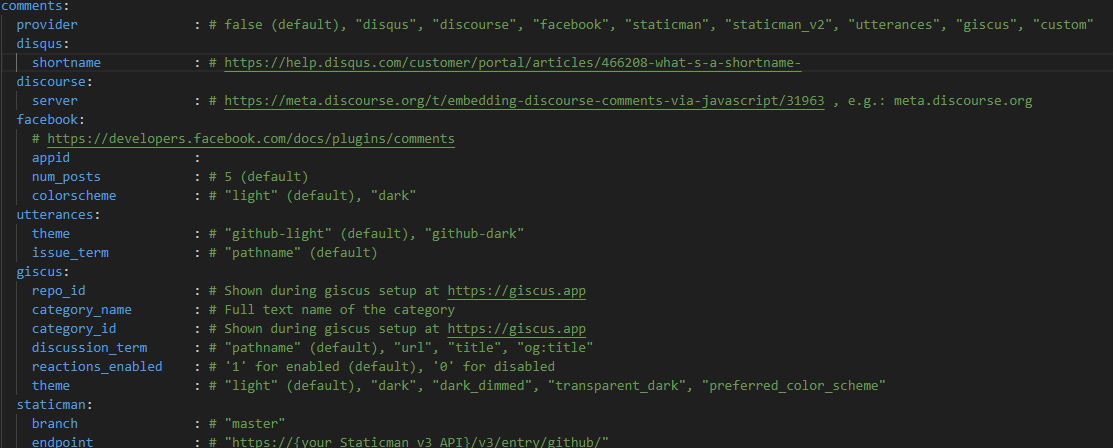 comments:
  provider               : # false (default), "disqus", "discourse", "facebook", "staticman", "staticman_v2", "utterances", "giscus", "custom"
  disqus:
    shortname            : # https://help.disqus.com/customer/portal/articles/466208-what-s-a-shortname-
  discourse:
    server               : # https://meta.discourse.org/t/embedding-discourse-comments-via-javascript/31963 , e.g.: meta.discourse.org
  facebook:
    # https://developers.facebook.com/docs/plugins/comments
    appid                :
    num_posts            : # 5 (default)
    colorscheme          : # "light" (default), "dark"
  utterances:
    theme                : # "github-light" (default), "github-dark"
    issue_term           : # "pathname" (default)
  giscus:
    repo_id              : # Shown during giscus setup at https://giscus.app
    category_name        : # Full text name of the category
    category_id          : # Shown during giscus setup at https://giscus.app
    discussion_term      : # "pathname" (default), "url", "title", "og:title"
    reactions_enabled    : # '1' for enabled (default), '0' for disabled
    theme                : # "light" (default), "dark", "dark_dimmed", "transparent_dark", "preferred_color_scheme"
  staticman:
    branch               : # "master"
    endpoint             : # "https://{your Staticman v3 API}/v3/entry/github/"